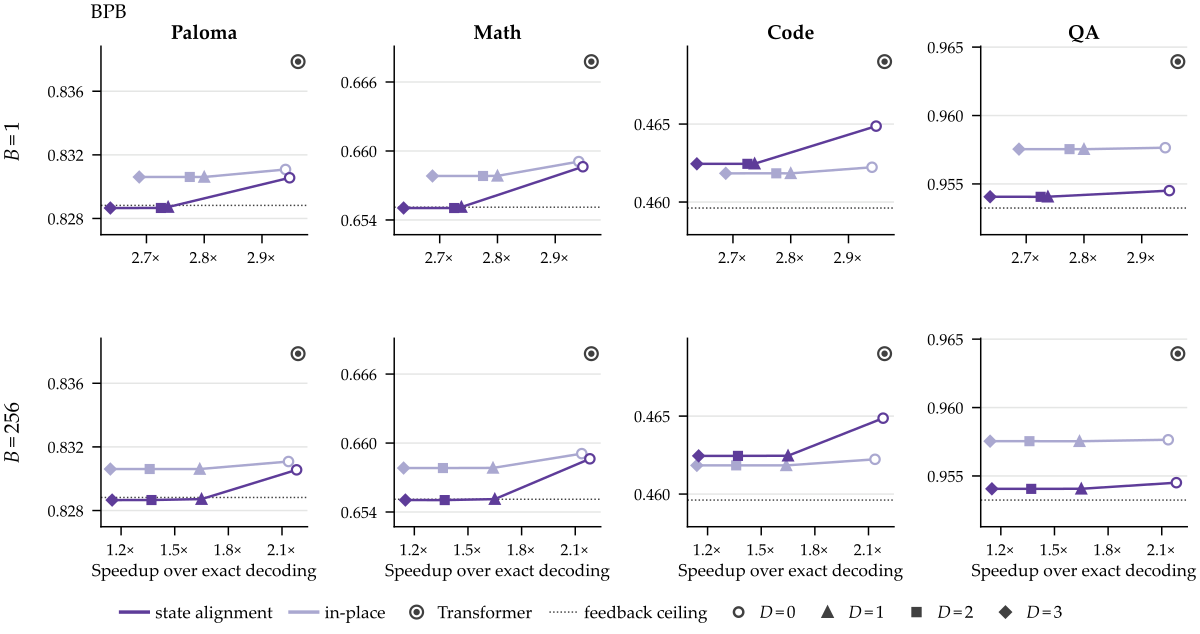 BPB
Paloma Math Code QA
B = 1
0.836 0.832 0.828
2.7× 2.8× 2.9×
0.666 0.660 0.654
2.7× 2.8× 2.9×
0.465 0.460
2.7× 2.8× 2.9×
0.965 0.960 0.955
2.7× 2.8× 2.9×
B = 256
0.836 0.832 0.828
1.2× 1.5× 1.8× 2.1×
Speedup over exact decoding
0.666 0.660 0.654
1.2× 1.5× 1.8× 2.1×
Speedup over exact decoding
0.465 0.460
1.2× 1.5× 1.8× 2.1×
Speedup over exact decoding
0.965 0.960 0.955
1.2× 1.5× 1.8× 2.1×
Speedup over exact decoding
state alignment in-place Transformer feedback ceiling D = 0 D = 1 D = 2 D = 3